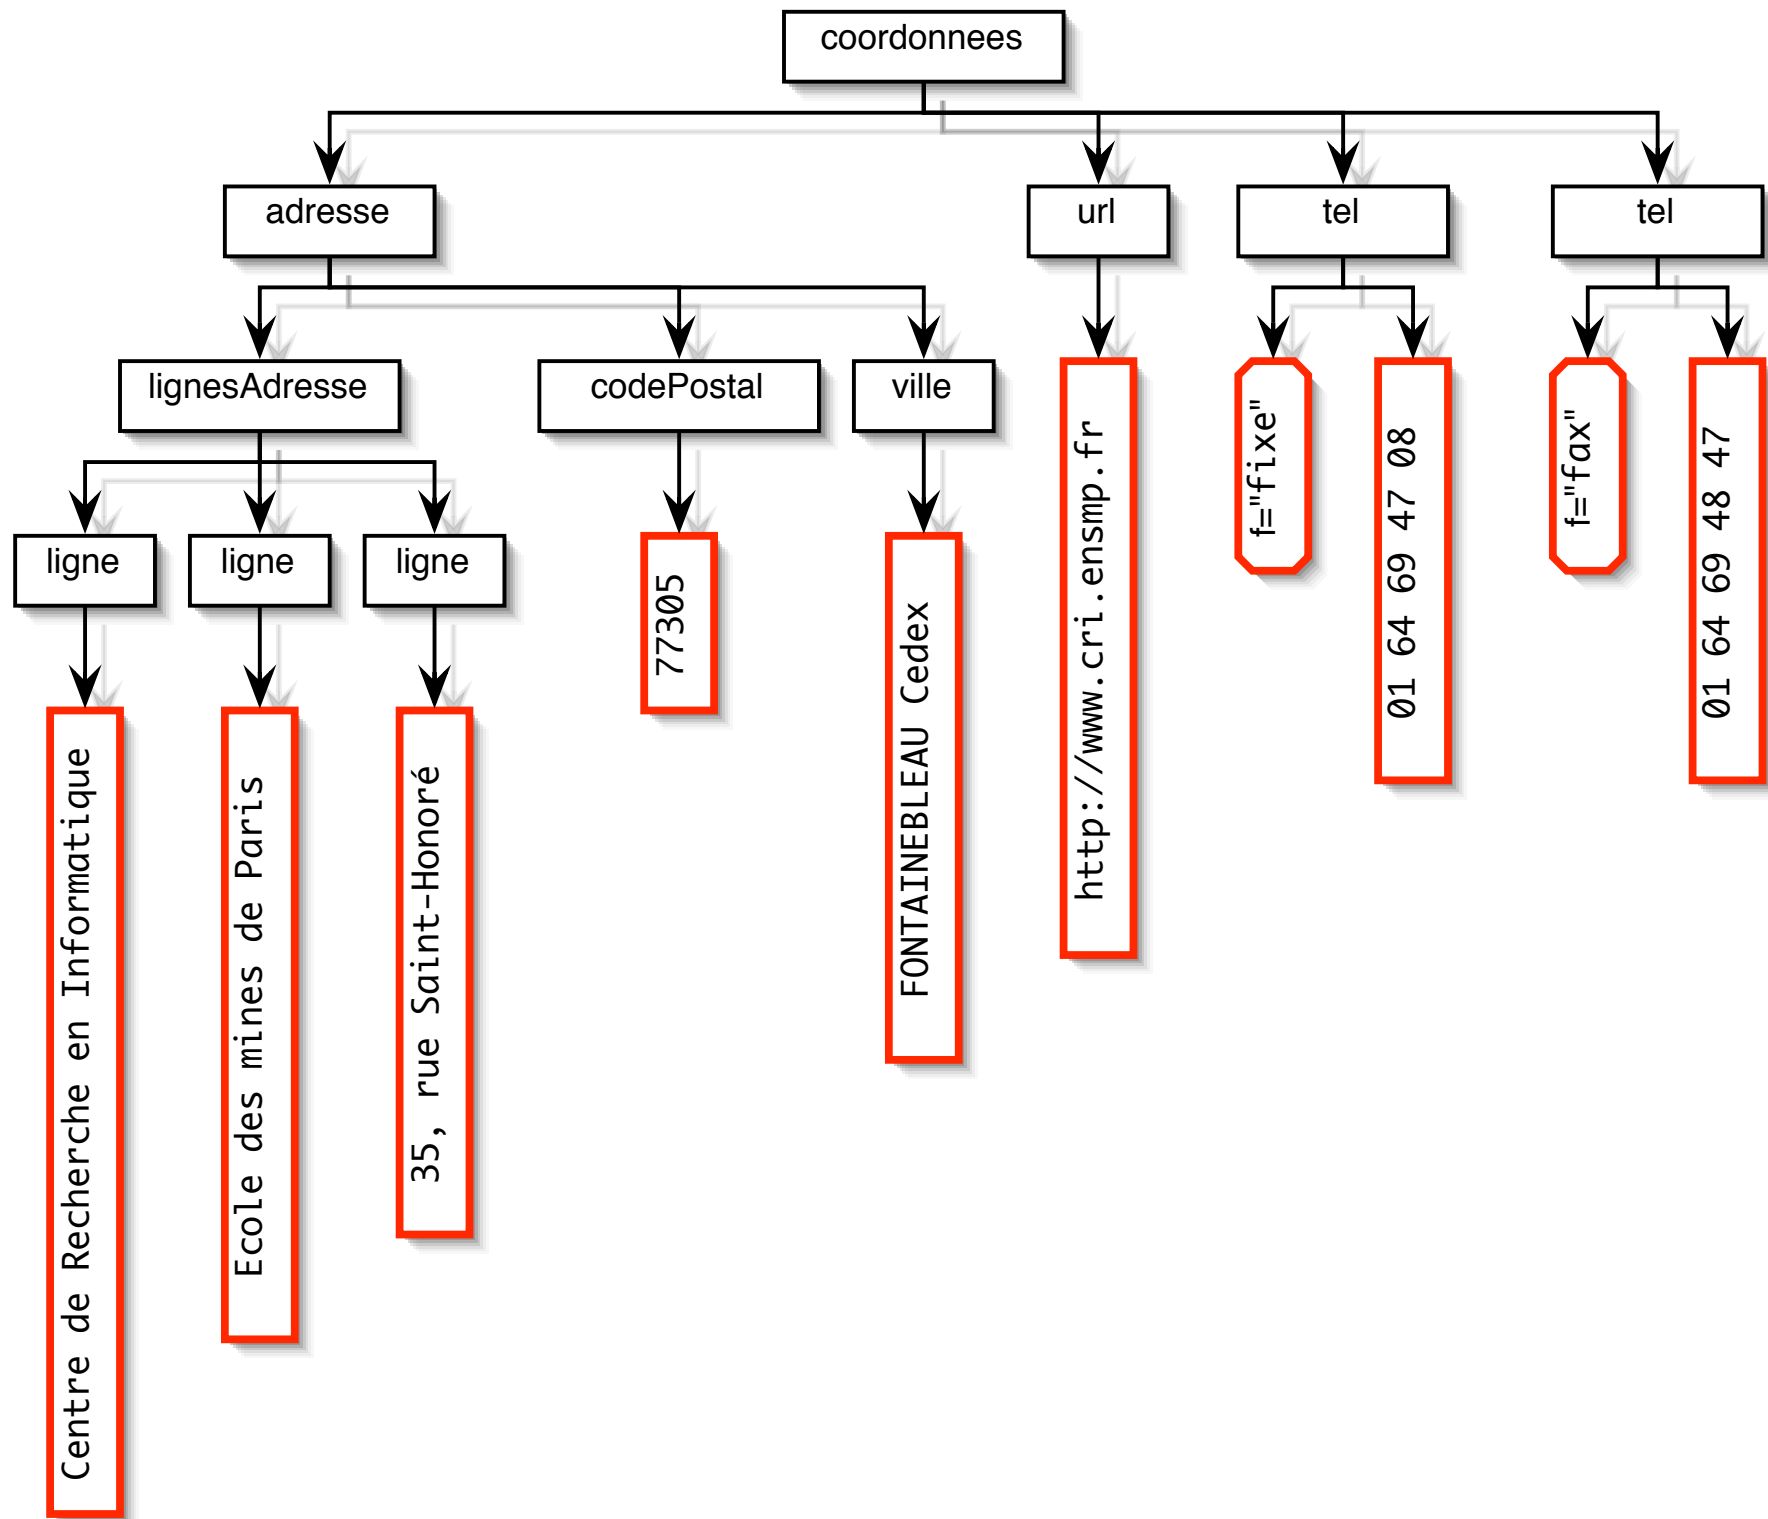 coordonnees
adresse
url
tel
tel
lignesAdresse
codePostal
ville
http://www.cri.ensmp.fr
f="fixe"
01 64 69 47 08
f="fax"
01 64 69 48 47
ligne
ligne
ligne
77305
FONTAINEBLEAU Cedex
Centre de Recherche en Informatique
Ecole des mines de Paris
35, rue Saint-Honoré